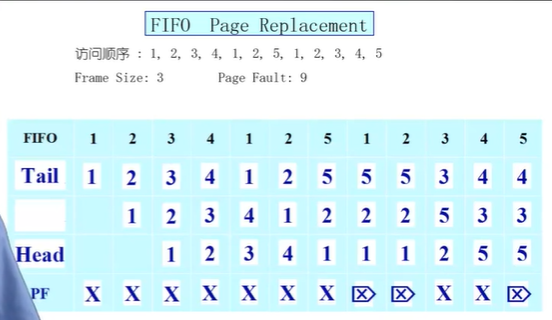 FIFO Page Replacement
访问顺序 : 1, 2, 3, 4, 1, 2, 5, 1, 2, 3, 4, 5
Frame Size: 3 Page Fault: 9
FIFO 1 2 3 4 1 2 5 1 2 3 4 5
Tail 1 2 3 4 1 2 5 5 5 3 4 4
1 2 3 4 1 2 2 2 5 3 3
Head 1 2 3 4 1 1 1 2 5 5
PF X X X X X X X ⌦ ⌦ X X ⌦